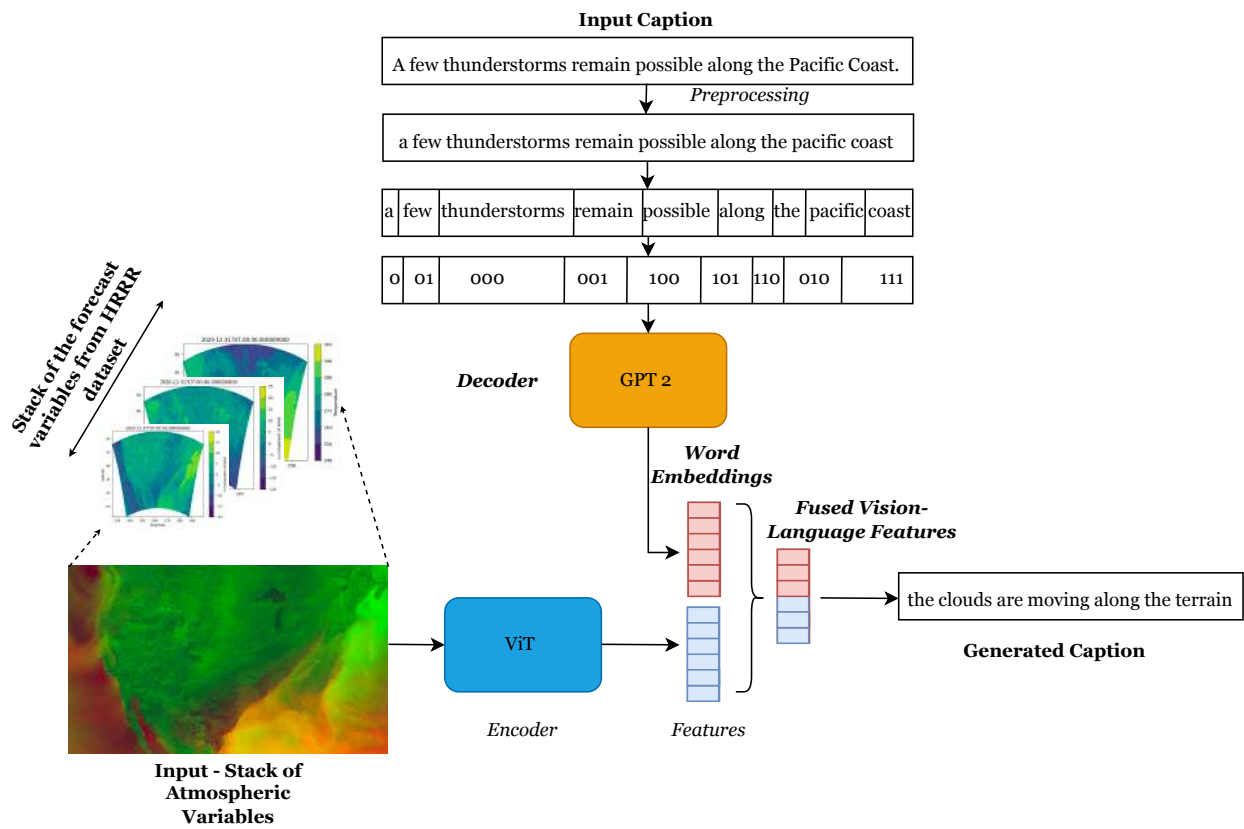 Input Caption
A few thunderstorms remain possible along the Pacific Coast.
Preprocessing
a few thunderstorms remain possible along the pacific coast
a few thunderstorms remain possible along the pacific coast
0 01 000 001 100 101 110 010 111
Stack of the forecast
variables from HRRR
dataset
Decoder
GPT 2
Word
Embeddings
Fused Vision-
Language Features
the clouds are moving along the terrain
Generated Caption
ViT
Encoder
Features
Input - Stack of
Atmospheric
Variables